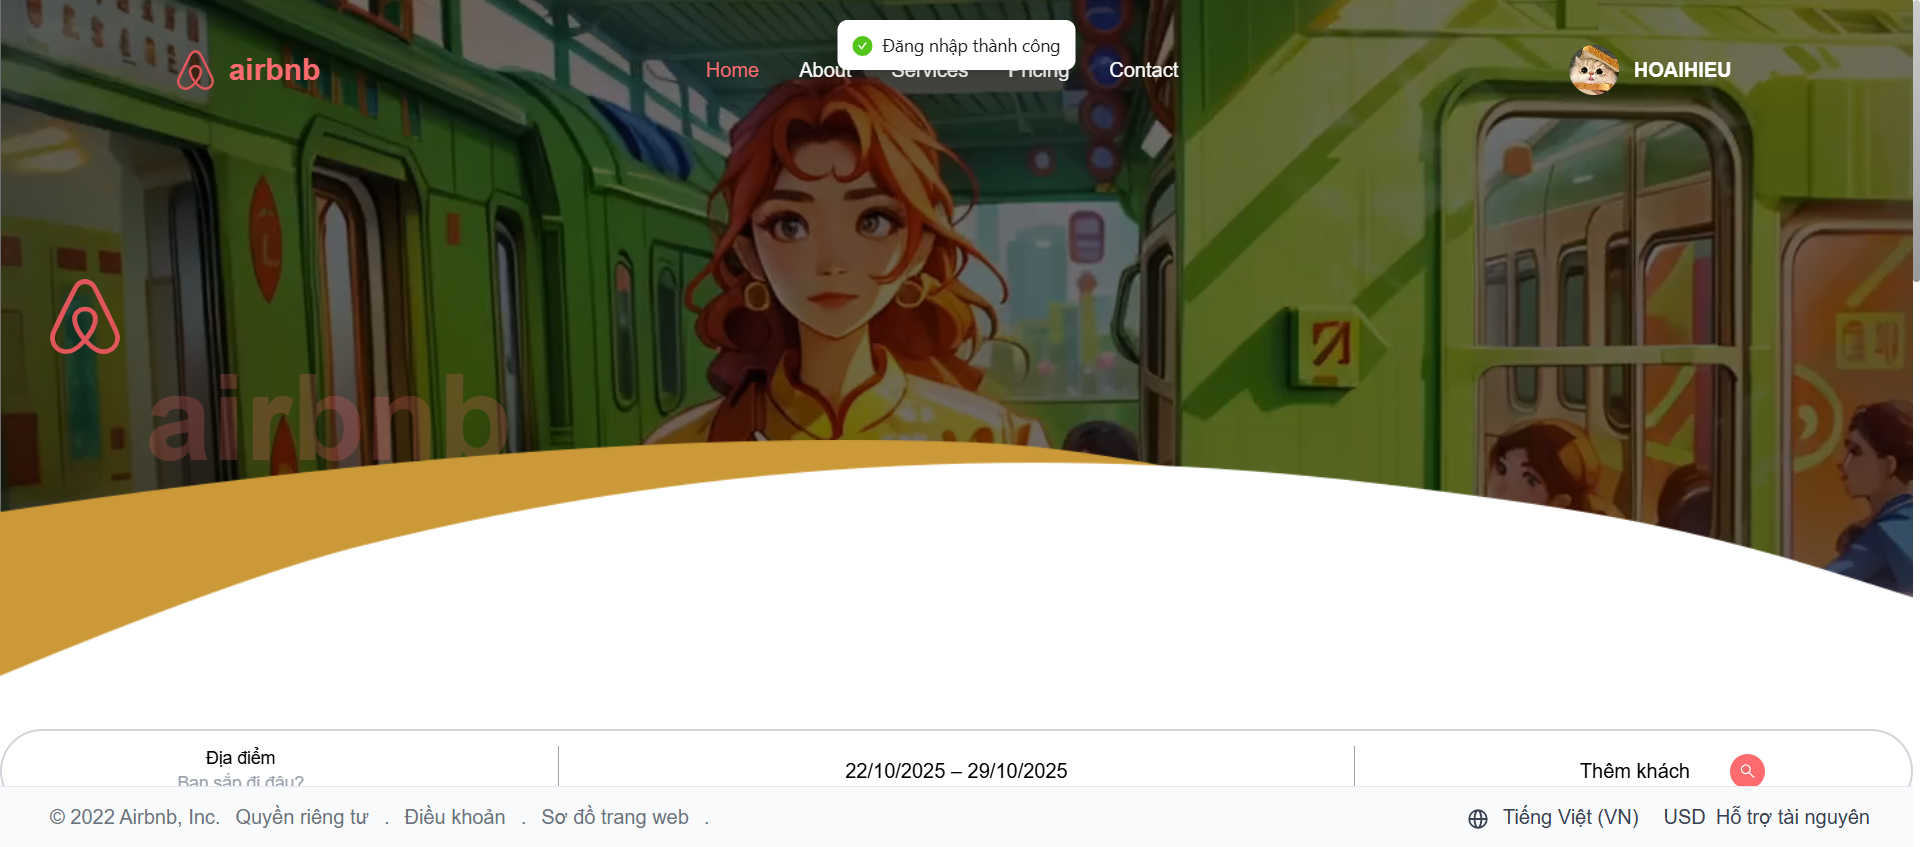 Đăng nhập thành công
airbnb
Home
About
Services
Pricing
Contact
HOAIHIEU
airbnb
Địa điểm
Bạn sắp đi đâu?
22/10/2025 – 29/10/2025
Thêm khách
© 2022 Airbnb, Inc. Quyền riêng tư . Điều khoản . Sơ đồ trang web .
Tiếng Việt (VN) USD Hỗ trợ tài nguyên